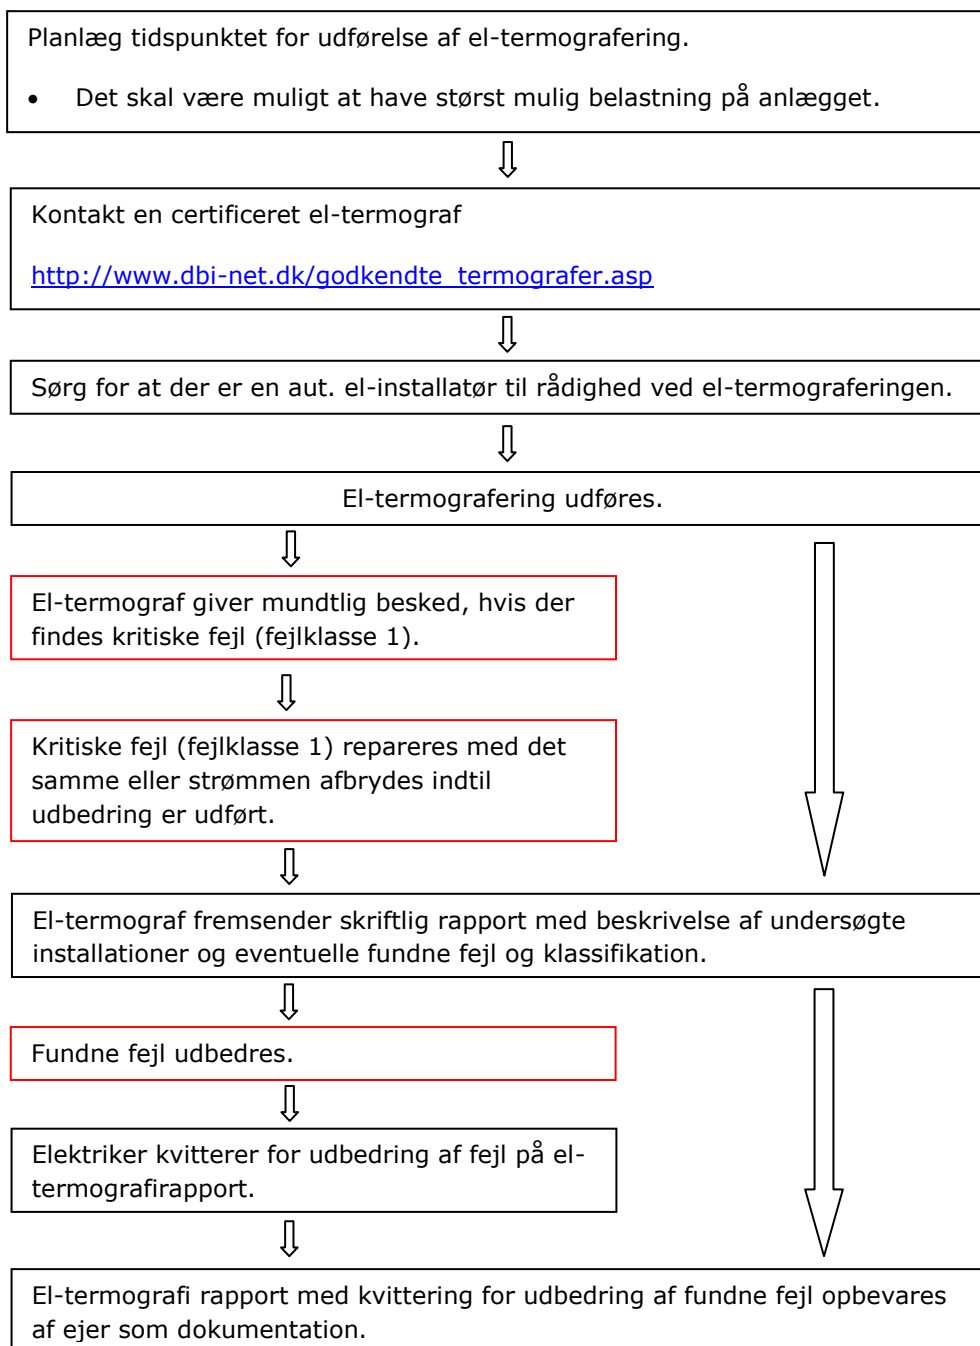 Planlæg tidspunktet for udførelse af el-termografering.
• Det skal være muligt at have størst mulig belastning på anlægget.
Kontakt en certificeret el-termograf
http://www.dbi-net.dk/godkendte_termografer.asp
Sørg for at der er en aut. el-installatør til rådighed ved el-termograferingen.
El-termografering udføres.
El-termograf giver mundtlig besked, hvis der
findes kritiske fejl (fejlklasse 1).
Kritiske fejl (fejlklasse 1) repareres med det
samme eller strømmen afbrydes indtil
udbedring er udført.
El-termograf fremsender skriftlig rapport med beskrivelse af undersøgte
installationer og eventuelle fundne fejl og klassifikation.
Fundne fejl udbedres.
Elektriker kvitterer for udbedring af fejl på el-
termografirapport.
El-termografi rapport med kvittering for udbedring af fundne fejl opbevares
af ejer som dokumentation.